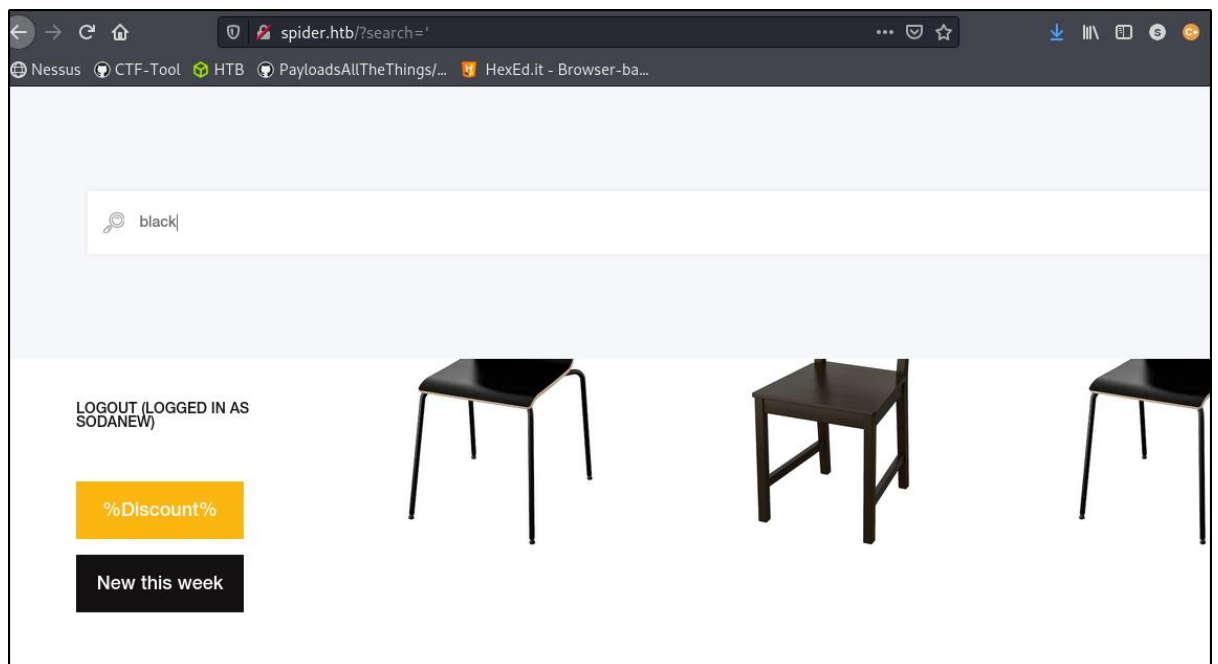 spider.htb/?search='
Nessus CTF-Tool HTB PayloadsAllTheThings/... HexEd.it - Browser-ba...
black
LOGOUT (LOGGED IN AS
SODANEW)
%Discount%
New this week